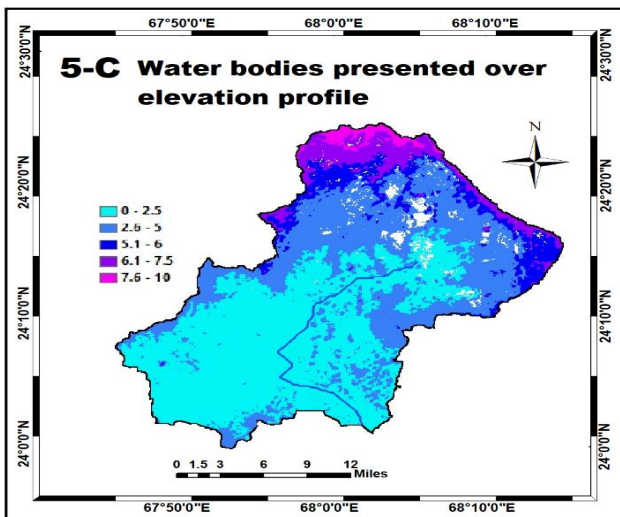 67°50'0"E 68°0'0"E 68°10'0"E
5-C Water bodies presented over
elevation profile
N
0 - 2.5
2.6 - 5
5.1 - 6
6.1 - 7.5
7.6 - 10
24°30'0"N 24°20'0"N 24°10'0"N 24°0'0"N
24°30'0"N 24°20'0"N 24°10'0"N 24°0'0"N
0 1.5 3 6 9 12
Miles
67°50'0"E 68°0'0"E 68°10'0"E